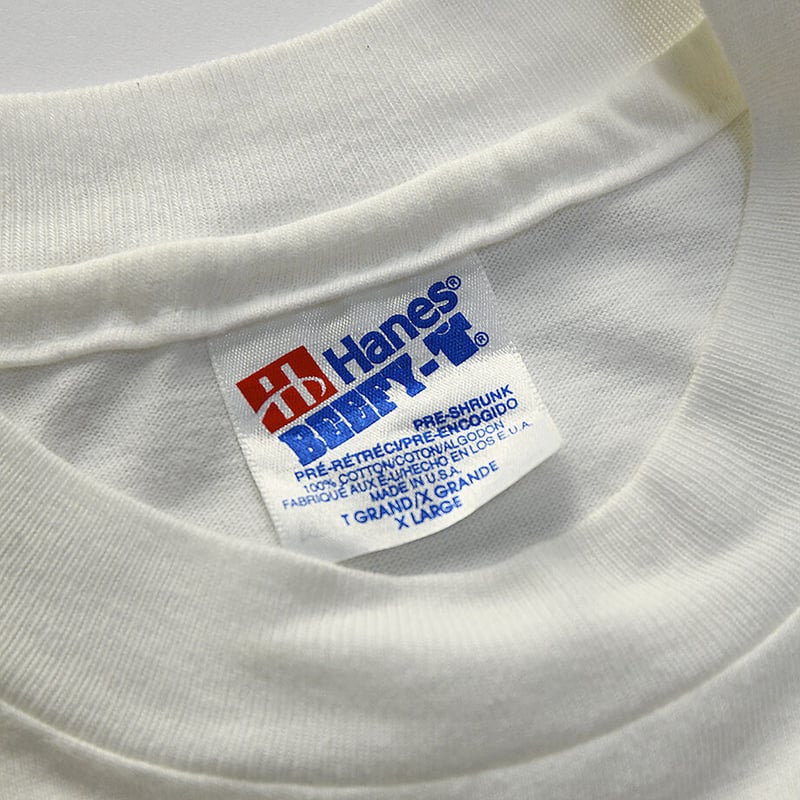 Hanes®
BEEFY-T®
PRE-SHRUNK
PRÉ-RÉTRÉCI/PRE-ENCOGIDO
100% COTTON/COTON/ALGODON
FABRIQUÉ AUX É-U/HECHO EN LOS E.U.A.
MADE IN U.S.A.
T GRAND/X GRANDE
X LARGE